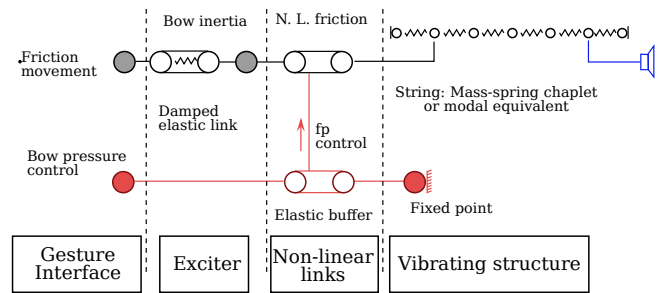 Bow inertia
N. L. friction
Friction
movement
Damped
elastic link
String: Mass-spring chaplet
or modal equivalent
fp
control
Bow pressure
control
Elastic buffer
Fixed point
Gesture
Interface
Exciter
Non-linear
links
Vibrating structure